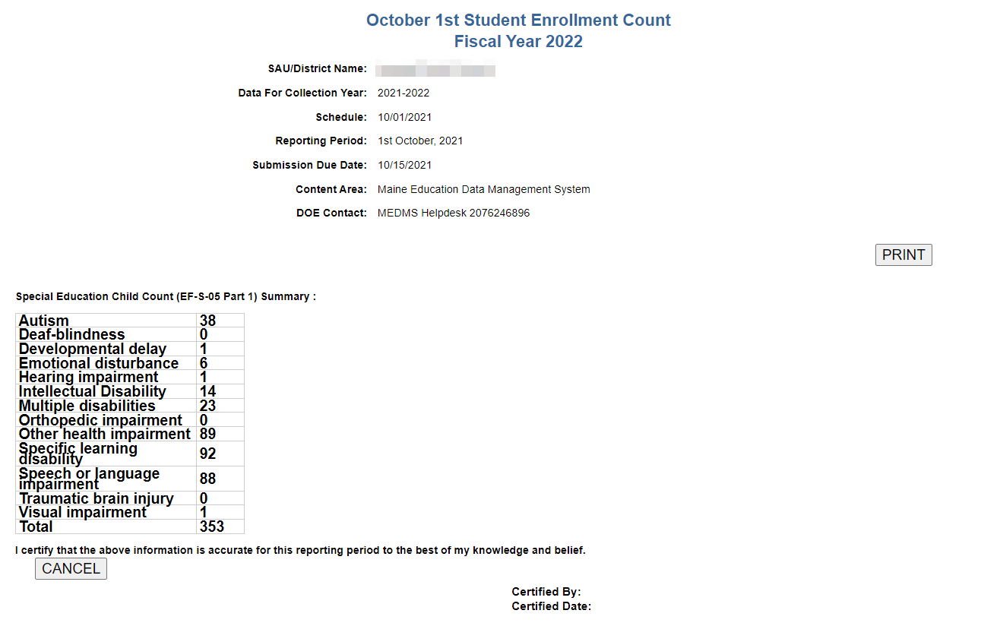 October 1st Student Enrollment Count
Fiscal Year 2022
SAU/District Name:
Data For Collection Year: 2021-2022
Schedule: 10/01/2021
Reporting Period: 1st October, 2021
Submission Due Date: 10/15/2021
Content Area: Maine Education Data Management System
DOE Contact: MEDMS Helpdesk 2076246896
PRINT
Special Education Child Count (EF-S-05 Part 1) Summary :
Autism 38
Deaf-blindness 0
Developmental delay 1
Emotional disturbance 6
Hearing impairment 1
Intellectual Disability 14
Multiple disabilities 23
Orthopedic impairment 0
Other health impairment 89
Specific learning
disability 92
Speech or language
impairment 88
Traumatic brain injury 0
Visual impairment 1
Total 353
I certify that the above information is accurate for this reporting period to the best of my knowledge and belief.
CANCEL
Certified By:
Certified Date: